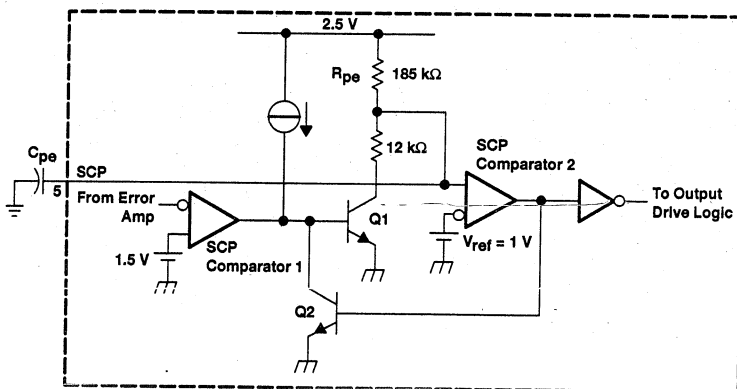 2.5 V
Rpe
185 kΩ
12 kΩ
Cpe
5
SCP
From Error
Amp
SCP
Comparator 1
1.5 V
Q1
SCP
Comparator 2
Vref = 1 V
To Output
Drive Logic
Q2